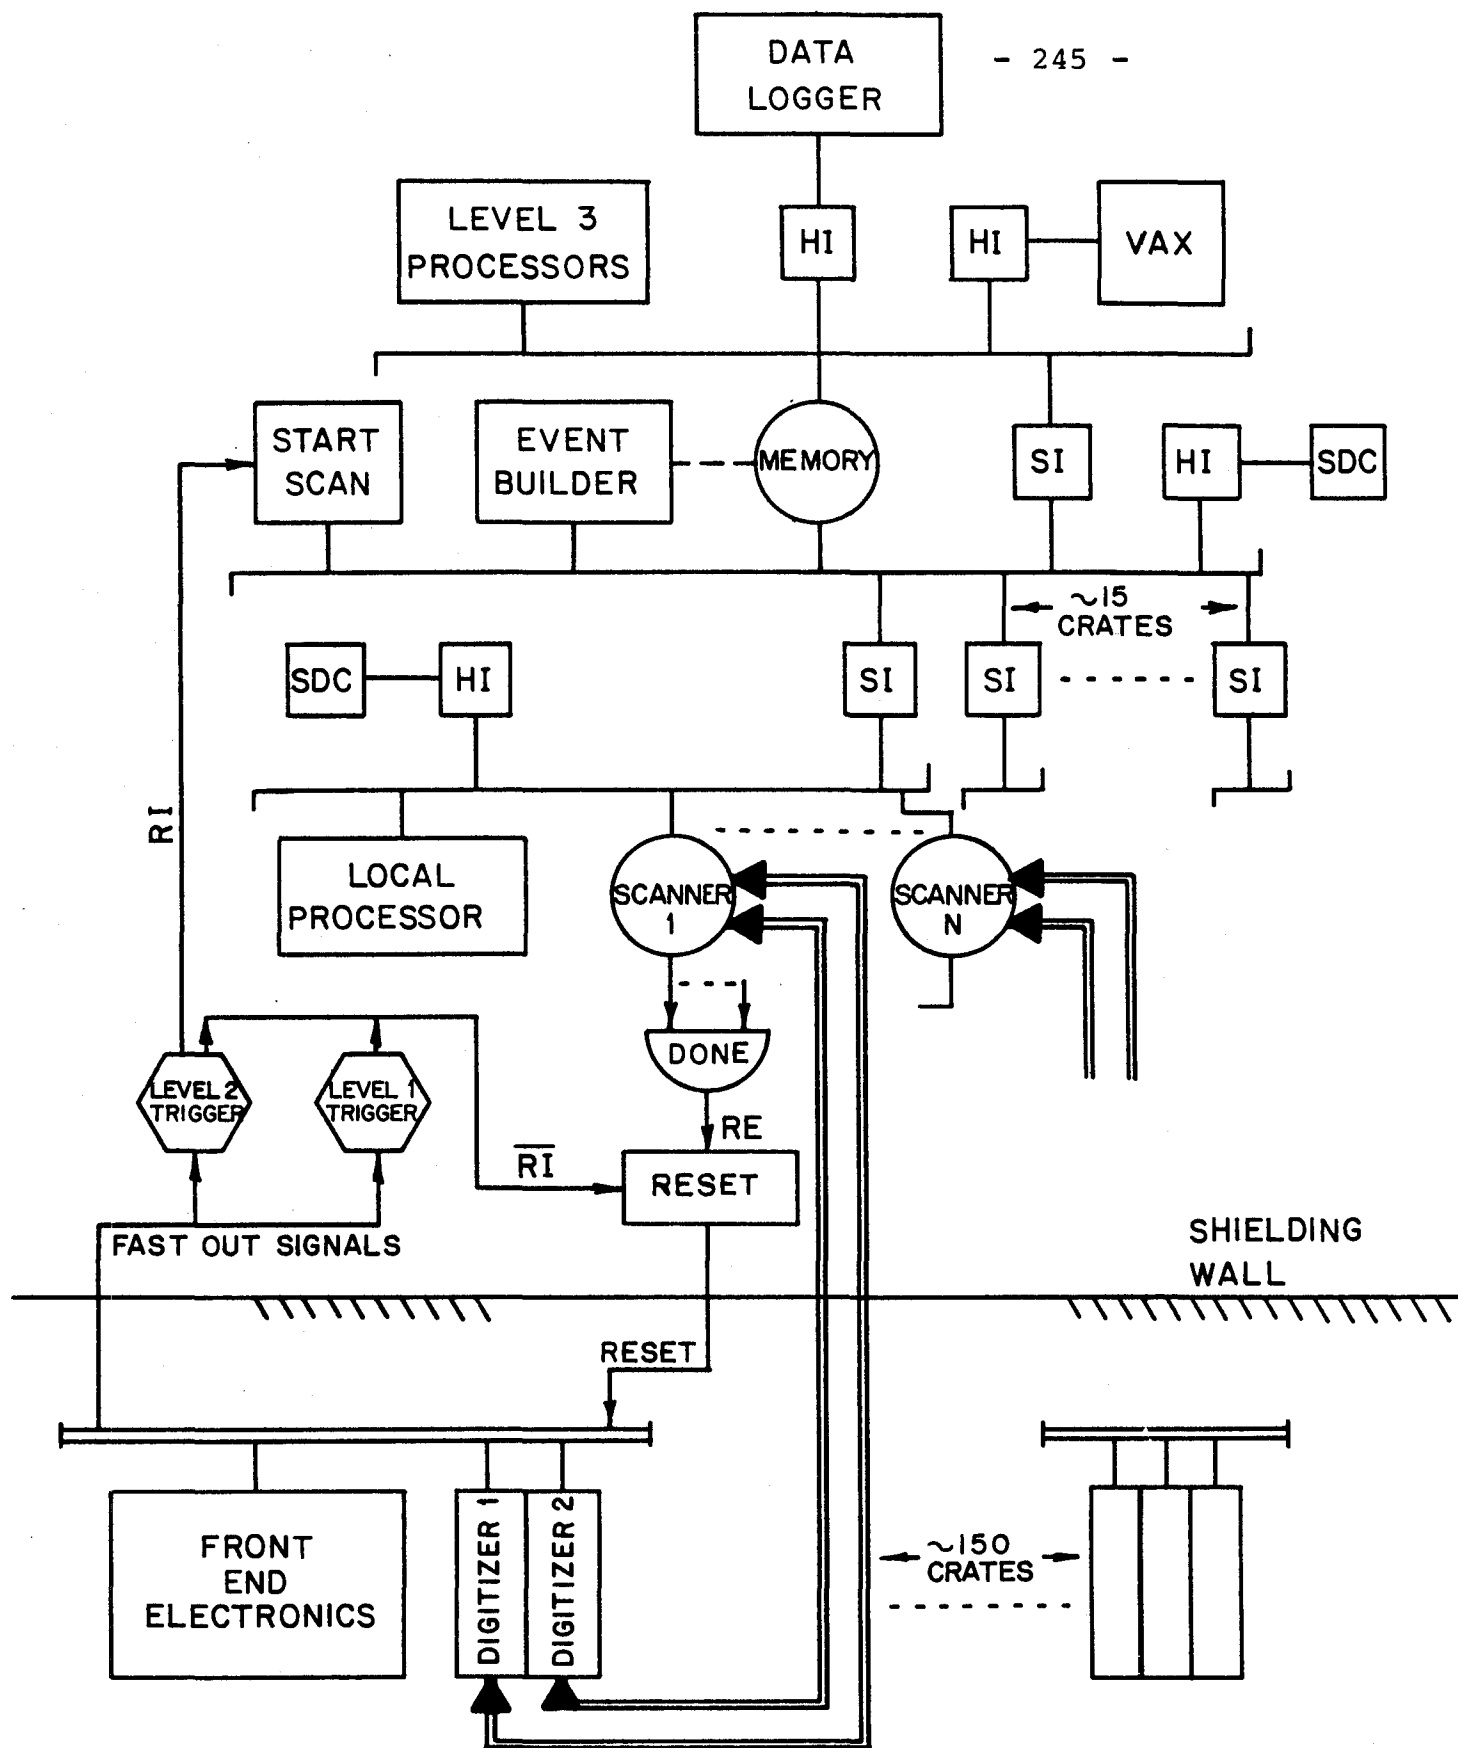 DATA
LOGGER
- 245 -
LEVEL 3
PROCESSORS
HI
HI
VAX
START
SCAN
EVENT
BUILDER
MEMORY
SI
HI
SDC
~15
CRATES
SDC
HI
SI
SI
SI
RI
LOCAL
PROCESSOR
SCANNER
1
SCANNER
N
DONE
LEVEL 2
TRIGGER
LEVEL 1
TRIGGER
RE
R̅I̅
RESET
FAST OUT SIGNALS
SHIELDING
WALL
RESET
FRONT
END
ELECTRONICS
DIGITIZER 1
DIGITIZER 2
~150
CRATES